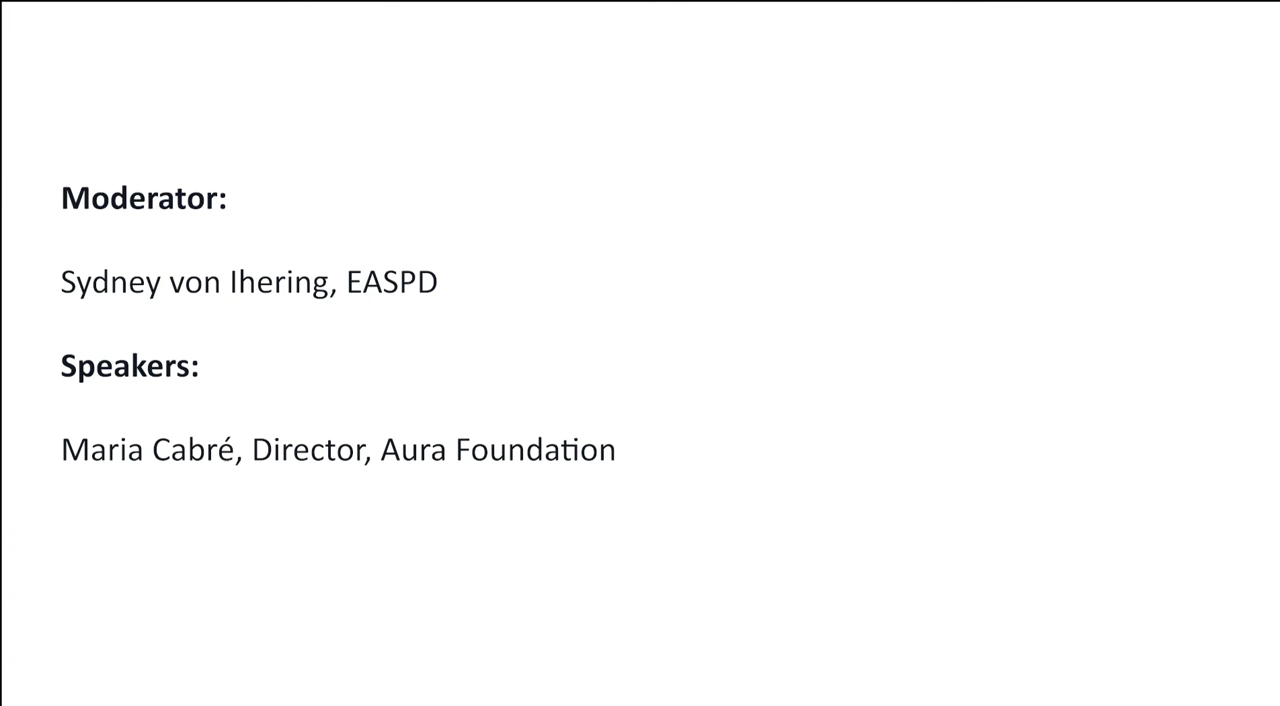 Moderator:
Sydney von Ihering, EASPD
Speakers:
Maria Cabré, Director, Aura Foundation